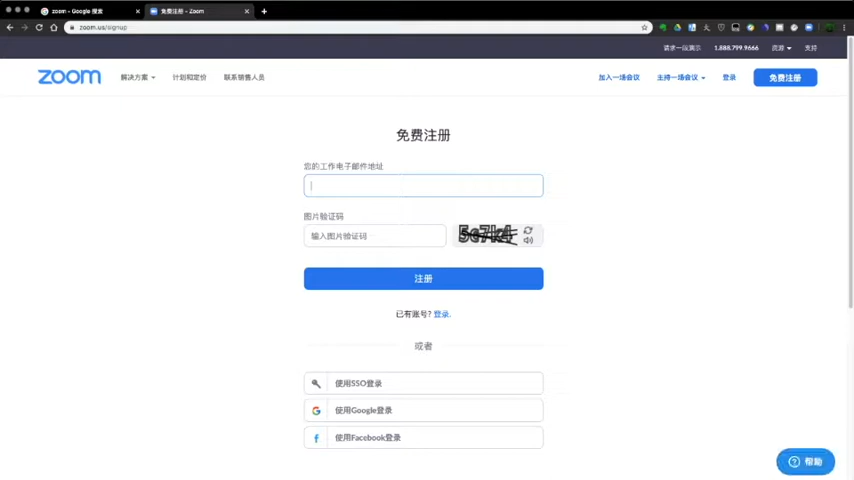 zoom - Google 搜索
免费注册 - Zoom
zoom.us/signup
请求一次演示 1.888.799.9666 资源 支持
zoom 解决方案 计划和定价 联系销售人员 加入一场会议 主持一场会议 登录 免费注册
免费注册
您的工作电子邮件地址
图片验证码
输入图片验证码
注册
已有账号? 登录.
或者
使用SSO登录
使用Google登录
使用Facebook登录
帮助